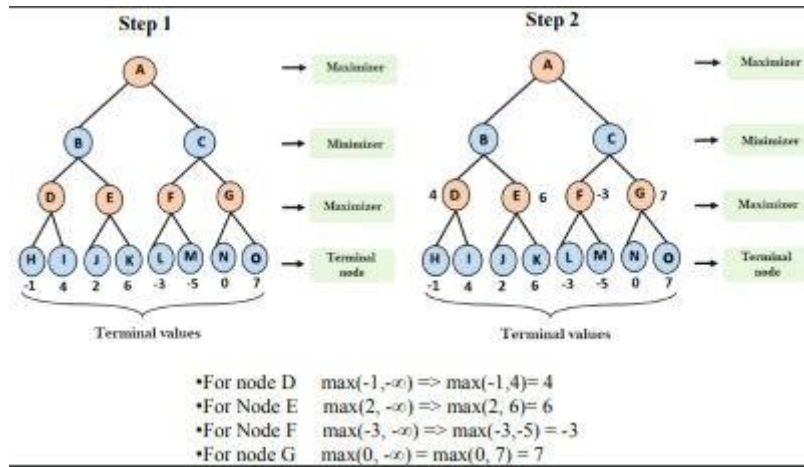 Step 1
Step 2
A
Maximizer
A
Maximizer
B
C
Minimizer
B
C
Minimizer
D
E
F
G
Maximizer
4
D
E
6
F
-3
G
7
Maximizer
H
I
J
K
L
M
N
O
Terminal
node
H
I
J
K
L
M
N
O
Terminal
node
-1 4 2 6 -3 -5 0 7
-1 4 2 6 -3 -5 0 7
Terminal values
Terminal values
•For node D max(-1,-∞) => max(-1,4)= 4
•For Node E max(2, -∞) => max(2, 6)= 6
•For Node F max(-3, -∞) => max(-3,-5) = -3
•For node G max(0, -∞) = max(0, 7) = 7